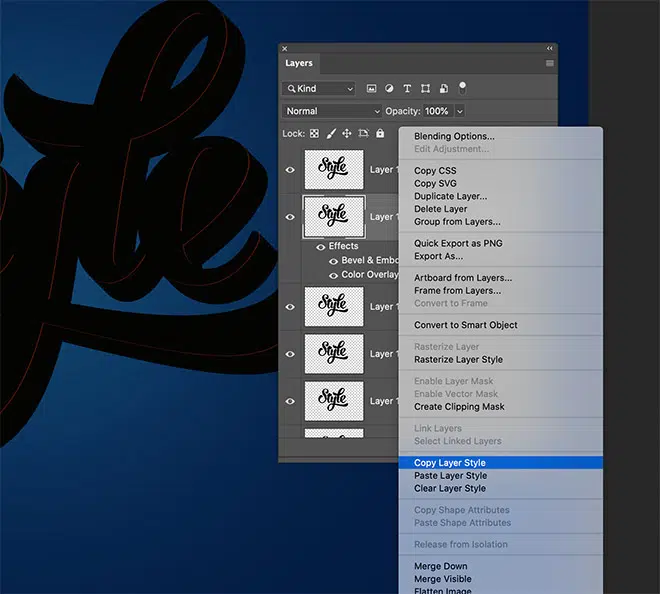 Layers
Kind
Normal
Opacity: 100%
Lock:
Style
Layer 1
Style
Layer 1
Effects
Bevel & Embo
Color Overlay
Style
Layer 1
Style
Layer 1
Style
Layer 1
Blending Options...
Edit Adjustment...
Copy CSS
Copy SVG
Duplicate Layer...
Delete Layer
Group from Layers...
Quick Export as PNG
Export As...
Artboard from Layers...
Frame from Layers...
Convert to Frame
Convert to Smart Object
Rasterize Layer
Rasterize Layer Style
Enable Layer Mask
Enable Vector Mask
Create Clipping Mask
Link Layers
Select Linked Layers
Copy Layer Style
Paste Layer Style
Clear Layer Style
Copy Shape Attributes
Paste Shape Attributes
Release from Isolation
Merge Down
Merge Visible
Flatten Image